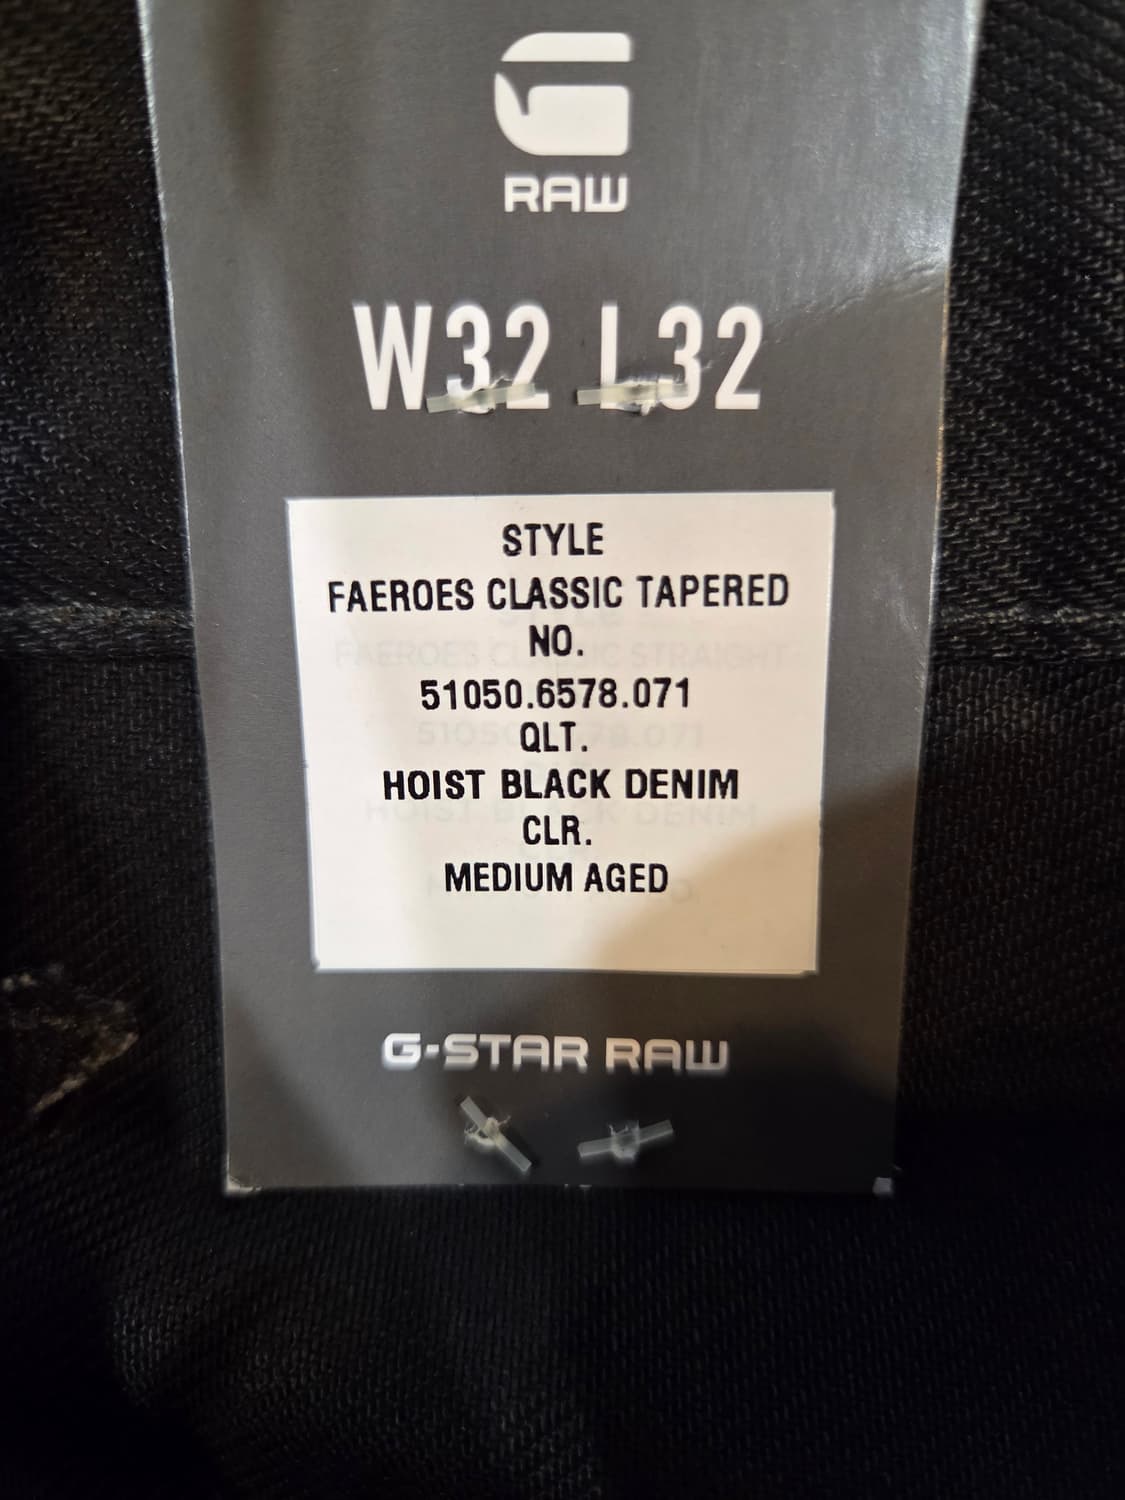 RAW
W32 L32
STYLE
FAEROES CLASSIC TAPERED
NO.
51050.6578.071
QLT.
HOIST BLACK DENIM
CLR.
MEDIUM AGED
G-STAR RAW